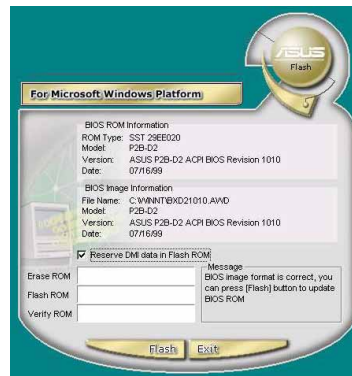 ASUS
Flash
For Microsoft Windows Platform
BIOS ROM Information
ROM Type: SST 29EE020
Model: P2B-D2
Version: ASUS P2B-D2 ACPI BIOS Revision 1010
Date: 07/16/99
BIOS Image Information
File Name: C:\WINNT\BXD21010.AWD
Model: P2B-D2
Version: ASUS P2B-D2 ACPI BIOS Revision 1010
Date: 07/16/99
Reserve DMI data in Flash ROM
Erase ROM
Flash ROM
Verify ROM
Message
BIOS image format is correct, you
can press [Flash] button to update
BIOS ROM
Flash Exit